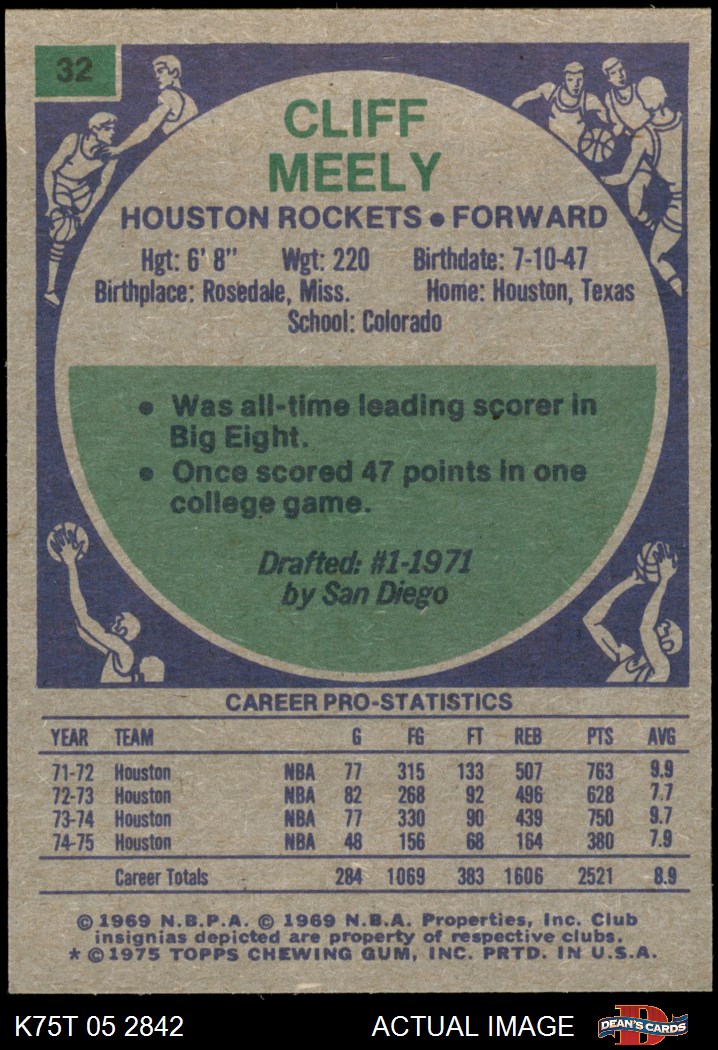 32
CLIFF
MEELY
HOUSTON ROCKETS • FORWARD
Hgt: 6' 8" Wgt: 220 Birthdate: 7-10-47
Birthplace: Rosedale, Miss. Home: Houston, Texas
School: Colorado
• Was all-time leading scorer in
Big Eight.
• Once scored 47 points in one
college game.
Drafted: #1-1971
by San Diego
CAREER PRO-STATISTICS
YEAR TEAM G FG FT REB PTS AVG
71-72 Houston NBA 77 315 133 507 763 9.9
72-73 Houston NBA 82 268 92 496 628 7.7
73-74 Houston NBA 77 330 90 439 750 9.7
74-75 Houston NBA 48 156 68 164 380 7.9
Career Totals 284 1069 383 1606 2521 8.9
© 1969 N.B.P.A. © 1969 N.B.A. Properties, Inc. Club
insignias depicted are property of respective clubs.
* © 1975 TOPPS CHEWING GUM, INC. PRTD. IN U.S.A.
K75T 05 2842 ACTUAL IMAGE D DEAN'S CARDS